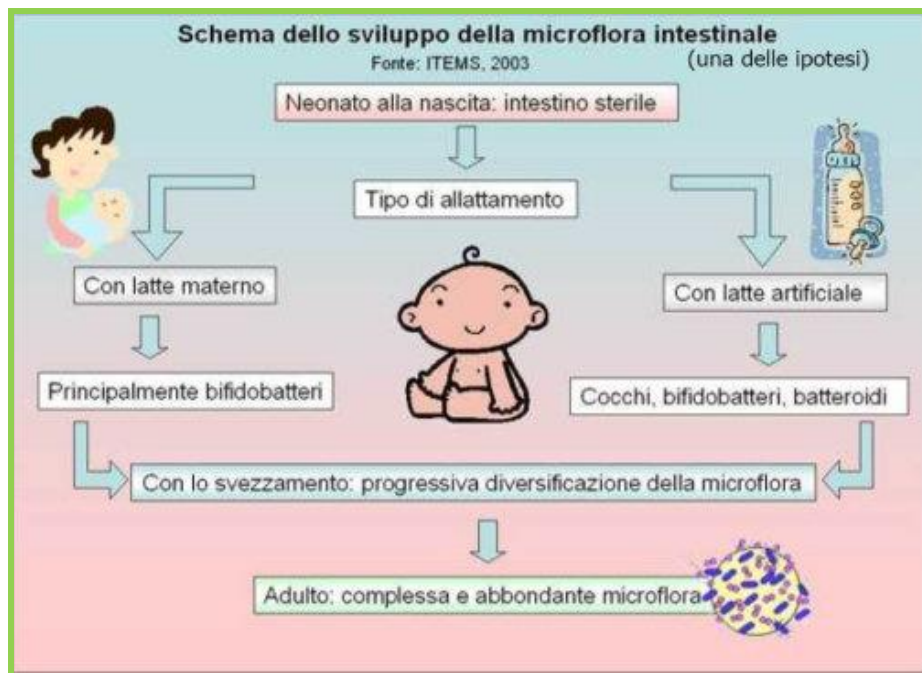 Schema dello sviluppo della microflora intestinale
Fonte: ITEMS, 2003
(una delle ipotesi)
Neonato alla nascita: intestino sterile
Tipo di allattamento
Con latte materno
Con latte artificiale
Principalmente bifidobatteri
Cocchi, bifidobatteri, batteroidi
Con lo svezzamento: progressiva diversificazione della microflora
Adulto: complessa e abbondante microflora